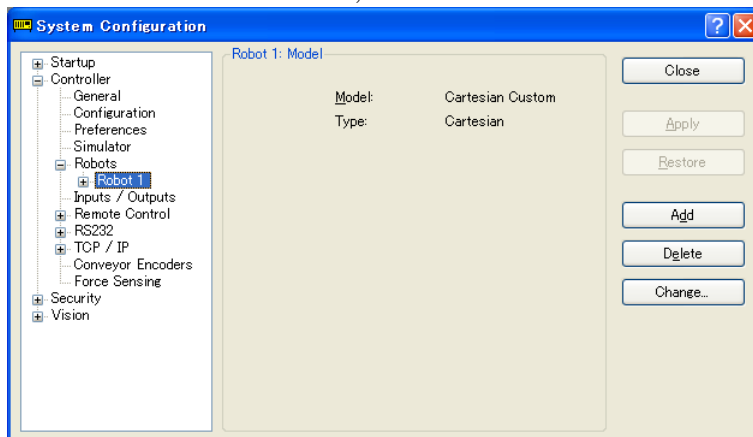 System Configuration
Startup
Controller
General
Configuration
Preferences
Simulator
Robots
Robot 1
Inputs / Outputs
Remote Control
RS232
TCP / IP
Conveyor Encoders
Force Sensing
Security
Vision
Robot 1: Model
Model: Cartesian Custom
Type: Cartesian
Close
Apply
Restore
Add
Delete
Change...